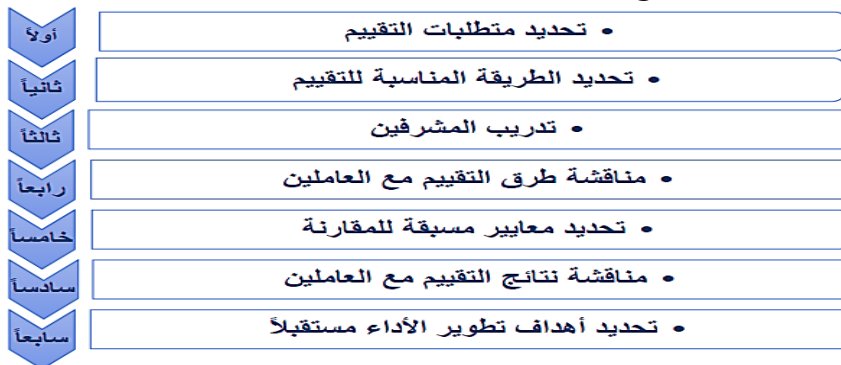 أولاً
• تحديد متطلبات التقييم
ثانياً
• تحديد الطريقة المناسبة للتقييم
ثالثاً
• تدريب المشرفين
رابعاً
• مناقشة طرق التقييم مع العاملين
خامساً
• تحديد معايير مسبقة للمقارنة
سادساً
• مناقشة نتائج التقييم مع العاملين
سابعاً
• تحديد أهداف تطوير الأداء مستقبلاً